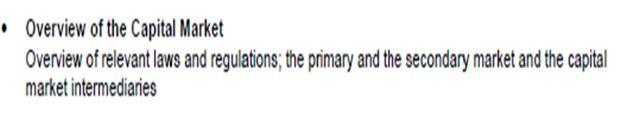 • Overview of the Capital Market
Overview of relevant laws and regulations; the primary and the secondary market and the capital
market intermediaries